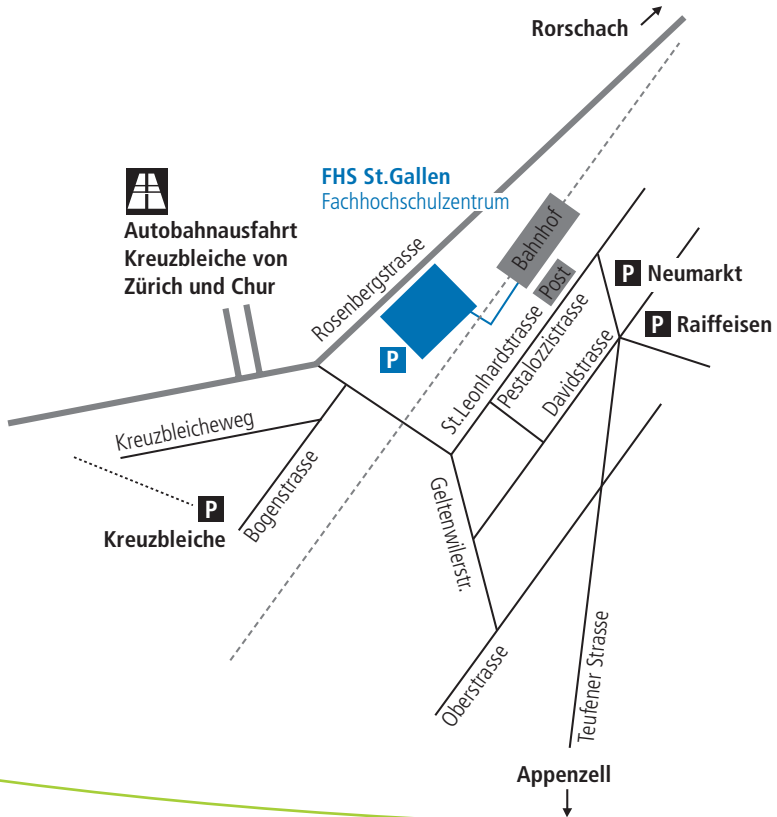 Rorschach
FHS St.Gallen
Fachhochschulzentrum
Autobahnausfahrt
Kreuzbleiche von
Zürich und Chur
Rosenbergstrasse
Bahnhof
Post
P Neumarkt
P Raiffeisen
P
St.Leonhardstrasse
Pestalozzistrasse
Davidstrasse
Kreuzbleicheweg
Bogenstrasse
P
Kreuzbleiche
Geltenwilerstr.
Oberstrasse
Teufener Strasse
Appenzell